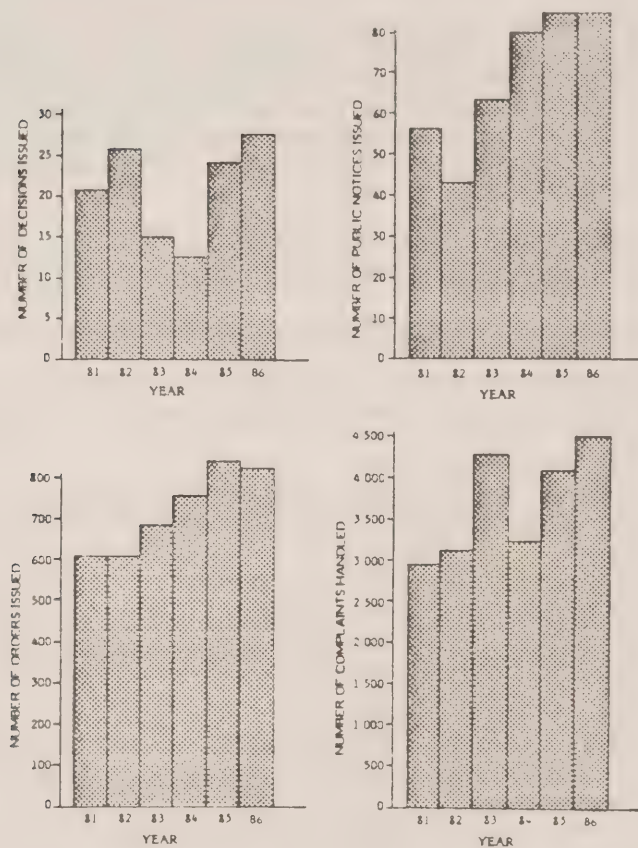 NUMBER OF DECISIONS ISSUED
30
25
20
15
10
5
0
81 82 83 84 85 86
YEAR
NUMBER OF PUBLIC NOTICES ISSUED
80
70
60
50
40
30
20
10
0
81 82 83 84 85 86
YEAR
NUMBER OF ORDERS ISSUED
800
700
600
500
400
300
200
100
0
81 82 83 84 85 86
YEAR
NUMBER OF COMPLAINTS HANDLED
4 500
4 000
3 500
3 000
2 500
2 000
1 500
1 000
500
0
81 82 83 84 85 86
YEAR